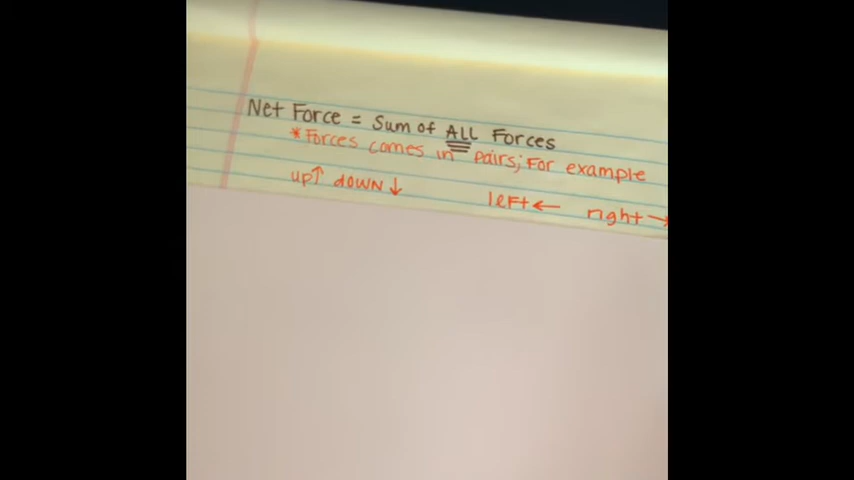 Net Force = Sum of ALL Forces
*Forces comes in pairs; For example
up↑ down ↓ left ← right →